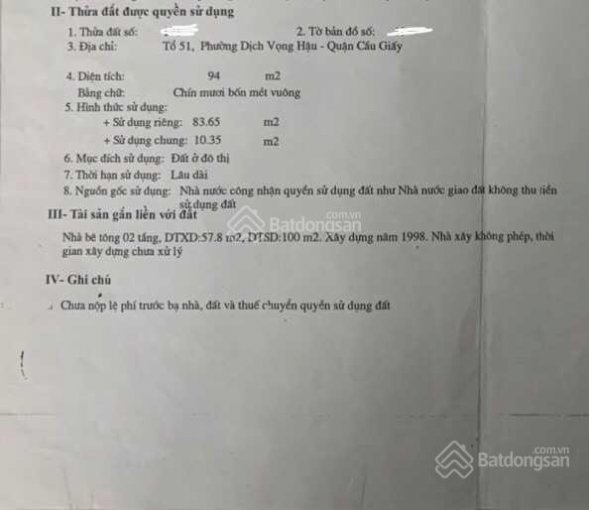 II- Thửa đất được quyền sử dụng
1. Thửa đất số: 2. Tờ bản đồ số:
3. Địa chỉ: Tổ 51, Phường Dịch Vọng Hậu - Quận Cầu Giấy
4. Diện tích: 94 m2
Bằng chữ: Chín mươi bốn mét vuông
5. Hình thức sử dụng:
+ Sử dụng riêng: 83.65 m2
+ Sử dụng chung: 10.35 m2
6. Mục đích sử dụng: Đất ở đô thị
7. Thời hạn sử dụng: Lâu dài
8. Nguồn gốc sử dụng: Nhà nước công nhận quyền sử dụng đất như Nhà nước giao đất không thu tiền
sử dụng đất
III- Tài sản gắn liền với đất
Nhà bê tông 02 tầng, DTXD:57.8 m2, DTSD:100 m2. Xây dựng năm 1998. Nhà xây không phép, thời
gian xây dựng chưa xử lý
IV- Ghi chú
Chưa nộp lệ phí trước bạ nhà, đất và thuế chuyển quyền sử dụng đất
Batdongsan.com.vn
Batdongsan.com.vn